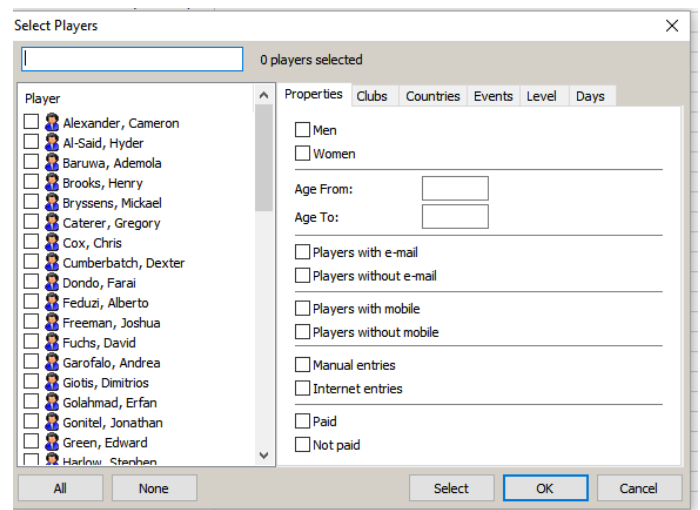 Select Players
0 players selected
Player
Alexander, Cameron
Al-Said, Hyder
Baruwa, Ademola
Brooks, Henry
Bryssens, Mickael
Caterer, Gregory
Cox, Chris
Cumberbatch, Dexter
Dondo, Farai
Feduzi, Alberto
Freeman, Joshua
Fuchs, David
Garofalo, Andrea
Giotis, Dimitrios
Golahmad, Erfan
Gonitel, Jonathan
Green, Edward
Harlow, Stephen
Properties Clubs Countries Events Level Days
Men
Women
Age From:
Age To:
Players with e-mail
Players without e-mail
Players with mobile
Players without mobile
Manual entries
Internet entries
Paid
Not paid
All None Select OK Cancel